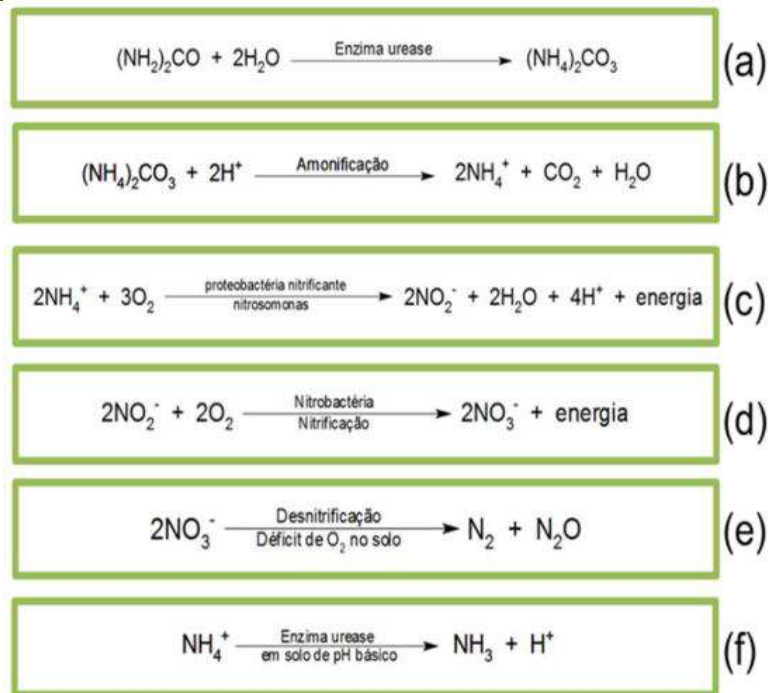 (NH₂)₂CO + 2H₂O Enzima urease (NH₄)₂CO₃ (a)
(NH₄)₂CO₃ + 2H⁺ Amonificação 2NH₄⁺ + CO₂ + H₂O (b)
2NH₄⁺ + 3O₂ proteobactéria nitrificante 2NO₂⁻ + 2H₂O + 4H⁺ + energia (c)
nitrosomonas
2NO₂⁻ + 2O₂ Nitrobactéria 2NO₃⁻ + energia (d)
Nitrificação
2NO₃⁻ Desnitrificação N₂ + N₂O (e)
Déficit de O₂ no solo
NH₄⁺ Enzima urease NH₃ + H⁺ (f)
em solo de pH básico